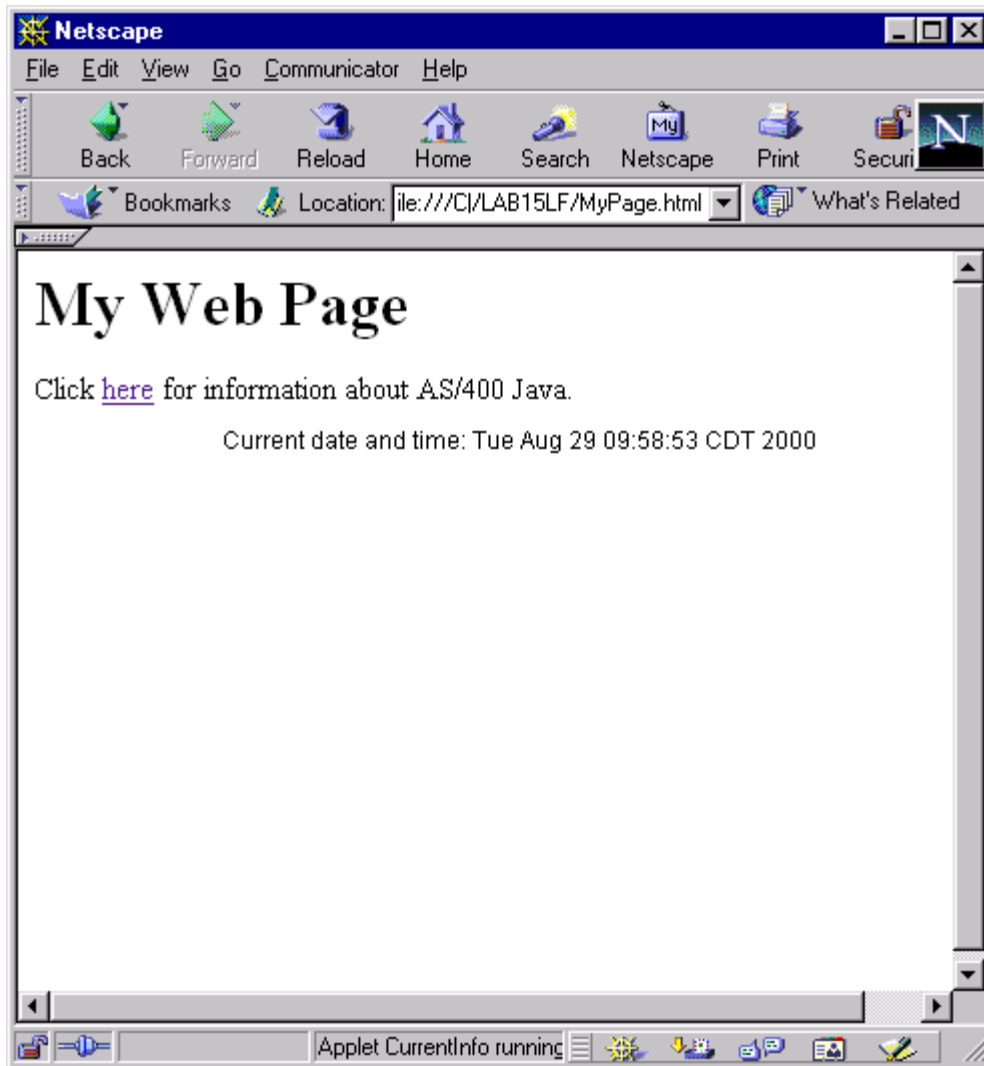 Netscape
File Edit View Go Communicator Help
Back Forward Reload Home Search Netscape Print Securi
My
N
Bookmarks Location: ile:///C|/LAB15LF/MyPage.html What's Related
My Web Page
Click here for information about AS/400 Java.
Current date and time: Tue Aug 29 09:58:53 CDT 2000
Applet CurrentInfo running